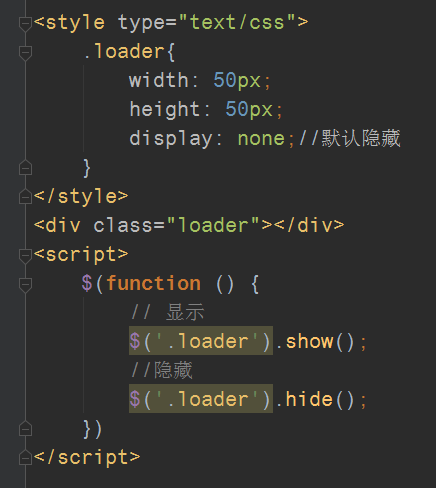 <style type="text/css">
.loader{
width: 50px;
height: 50px;
display: none;//默认隐藏
}
</style>
<div class="loader"></div>
<script>
$(function () {
// 显示
$('.loader').show();
//隐藏
$('.loader').hide();
})
</script>